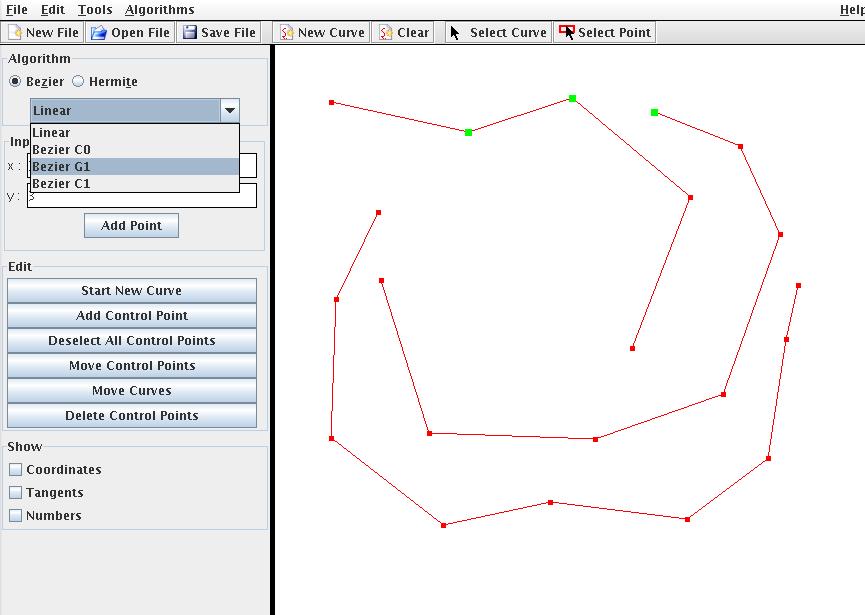 File Edit Tools Algorithms Help
New File Open File Save File New Curve Clear Select Curve Select Point
Algorithm
Bezier Hermite
Linear
Linear
Bezier C0
Bezier G1
Bezier C1
x :
y: 3
Add Point
Edit
Start New Curve
Add Control Point
Deselect All Control Points
Move Control Points
Move Curves
Delete Control Points
Show
Coordinates
Tangents
Numbers